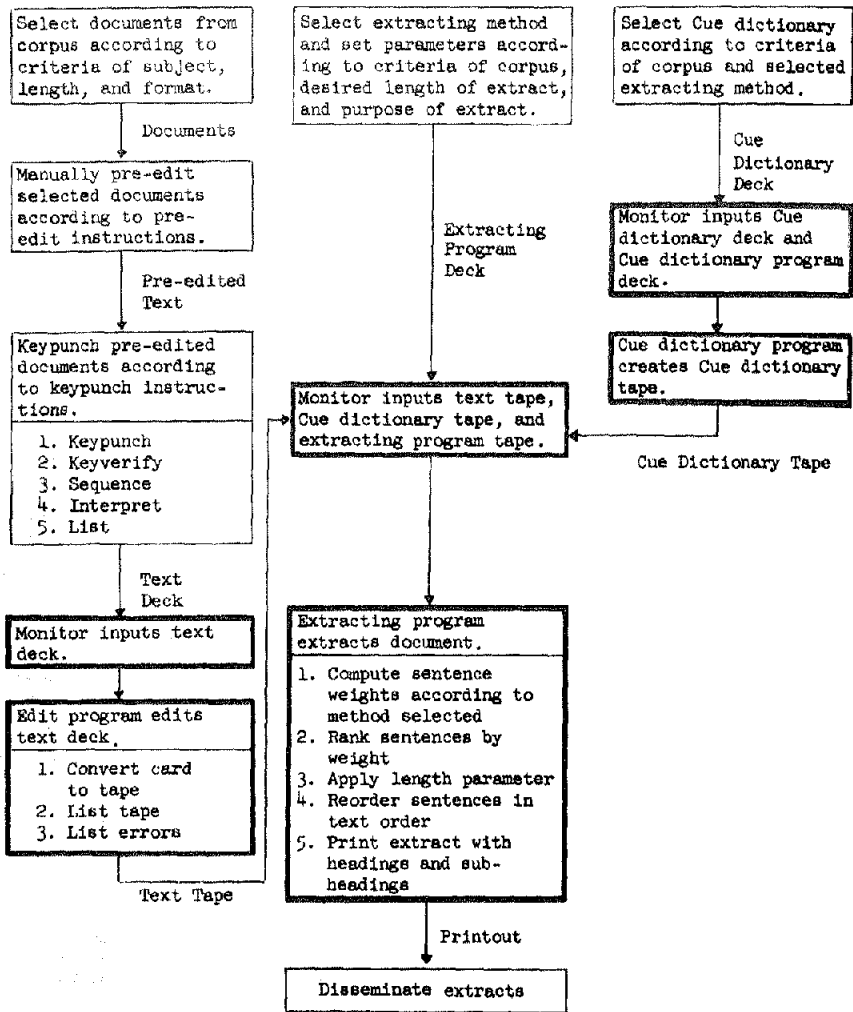 Select documents from
corpus according to
criteria of subject,
length, and format.
Documents
Manually pre-edit
selected documents
according to pre-
edit instructions.
Pre-edited
Text
Keypunch pre-edited
documents according
to keypunch instruc-
tions.
1. Keypunch
2. Keyverify
3. Sequence
4. Interpret
5. List
Text
Deck
Monitor inputs text
deck.
Edit program edits
text deck.
1. Convert card
to tape
2. List tape
3. List errors
Text Tape
Select extracting method
and set parameters accord-
ing to criteria of corpus,
desired length of extract,
and purpose of extract.
Extracting
Program
Deck
Select Cue dictionary
according to criteria
of corpus and selected
extracting method.
Cue
Dictionary
Deck
Monitor inputs Cue
dictionary deck and
Cue dictionary program
deck.
Cue dictionary program
creates Cue dictionary
tape.
Cue Dictionary Tape
Monitor inputs text tape,
Cue dictionary tape, and
extracting program tape.
Extracting program
extracts document.
1. Compute sentence
weights according to
method selected
2. Rank sentences by
weight
3. Apply length parameter
4. Reorder sentences in
text order
5. Print extract with
headings and sub-
headings
Printout
Disseminate extracts